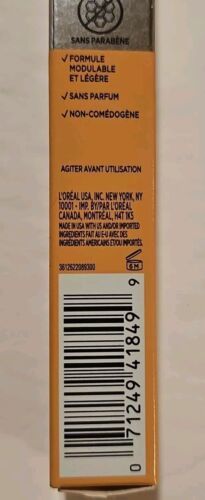 SANS PARABÈNE
✓ FORMULE
MODULABLE
ET LÉGÈRE
✓ SANS PARFUM
✓ NON-COMÉDOGÈNE
AGITER AVANT UTILISATION
L'ORÉAL USA, INC. NEW YORK, NY
10001 - IMP. BY/PAR L'ORÉAL
CANADA, MONTRÉAL, H4T 1K5
MADE IN USA WITH US AND/OR IMPORTED
INGREDIENTS FAIT AU É-U AVEC DES
INGRÉDIENTS AMÉRICAINS ET/OU IMPORTÉS.
6 M
0 71249 41849 9